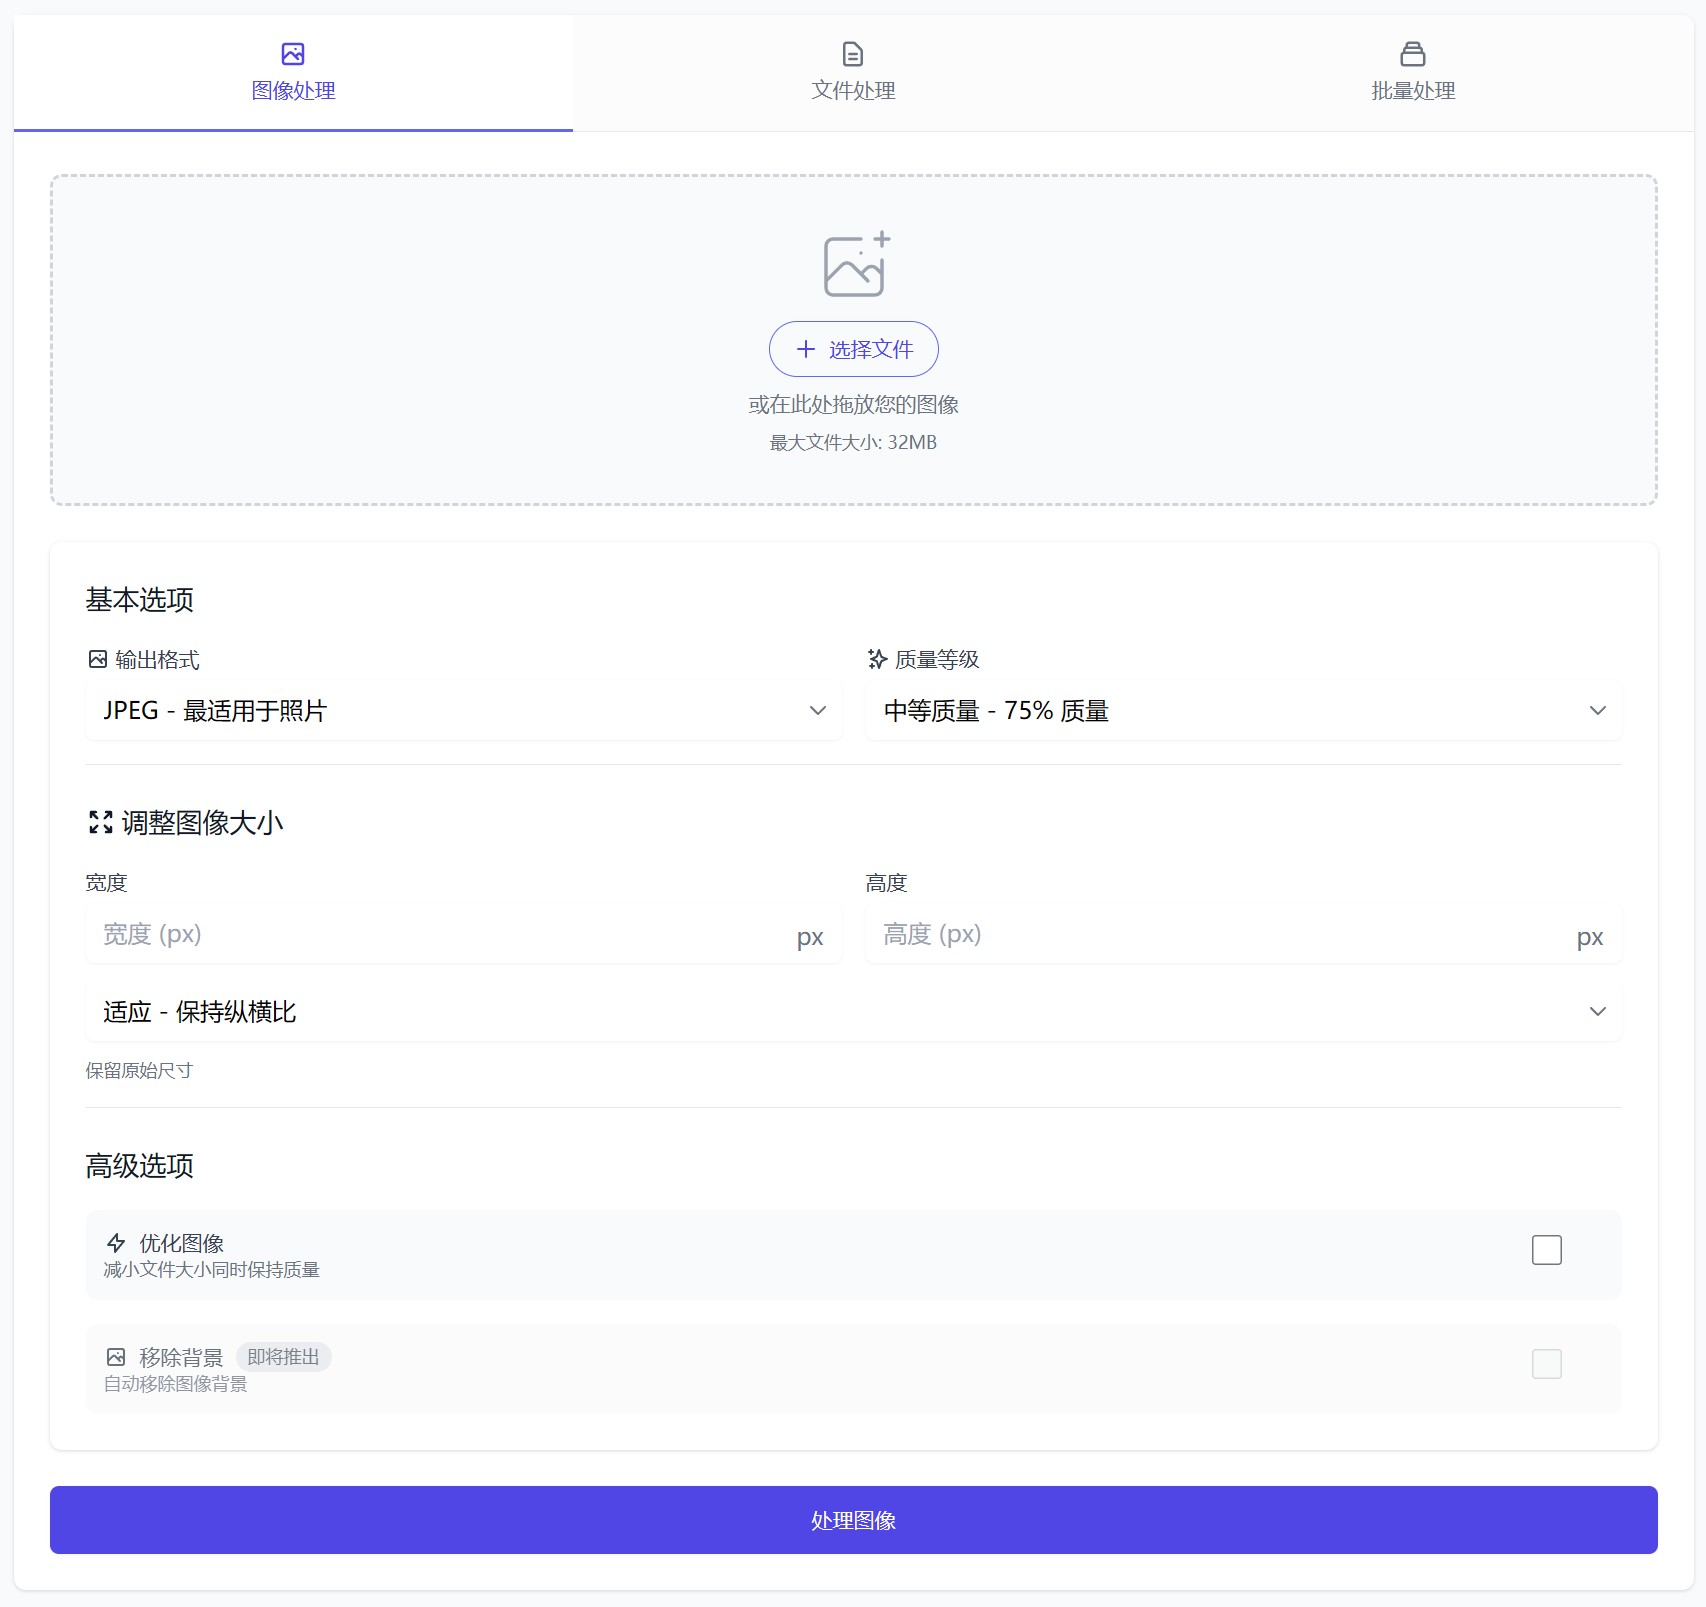 图像处理
文件处理
批量处理
选择文件
或在此处拖放您的图像
最大文件大小: 32MB
基本选项
输出格式
质量等级
JPEG - 最适用于照片
中等质量 - 75% 质量
调整图像大小
宽度
高度
宽度 (px)
px
高度 (px)
px
适应 - 保持纵横比
保留原始尺寸
高级选项
优化图像
减小文件大小同时保持质量
移除背景 即将推出
自动移除图像背景
处理图像